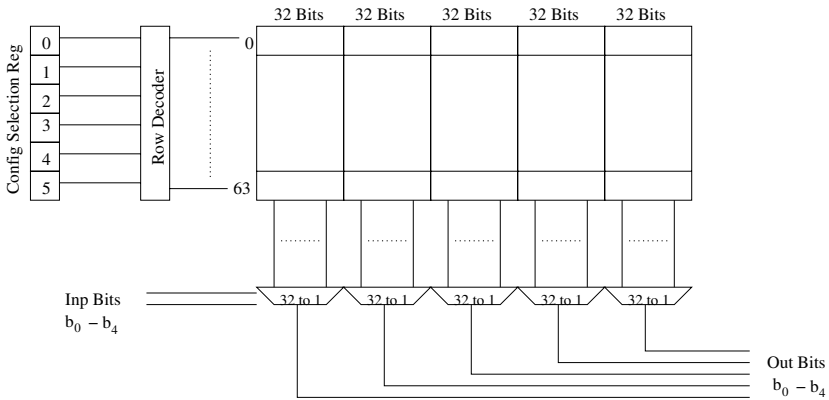 32 Bits 32 Bits 32 Bits 32 Bits 32 Bits
Config Selection Reg
0
1
2
3
4
5
Row Decoder
0
63
32 to 1 32 to 1 32 to 1 32 to 1 32 to 1
Inp Bits
b0 – b4
Out Bits
b0 – b4